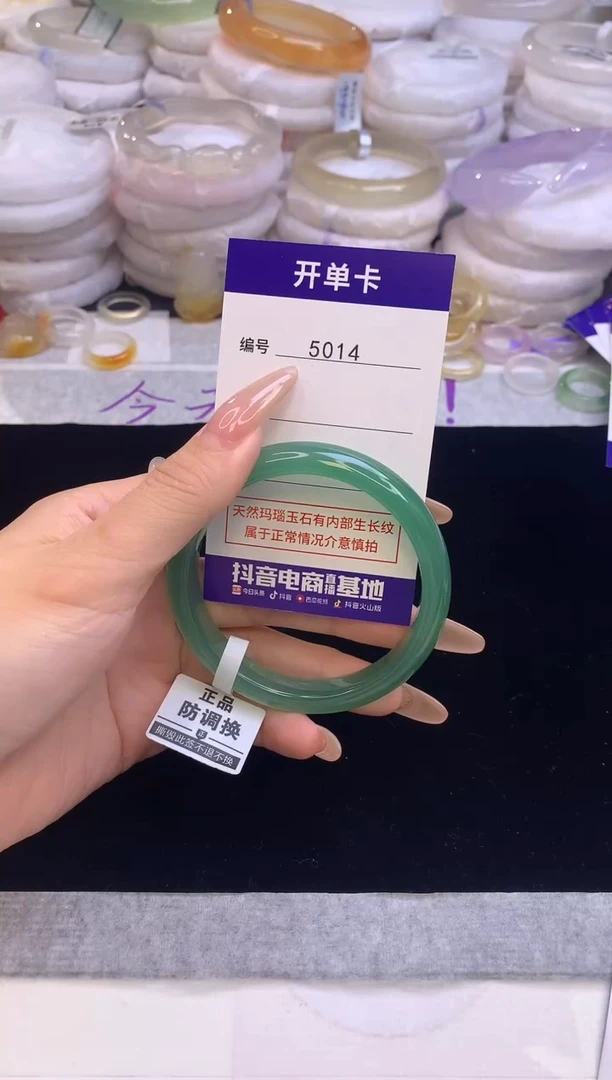 开单卡
编号 5014
今天
!
天然玛瑙玉石有内部生长纹
属于正常情况介意慎拍
抖音电商直播基地
今日头条 抖音 西瓜视频 抖音火山版
正品
防调换
正
撕毁此签不退不换